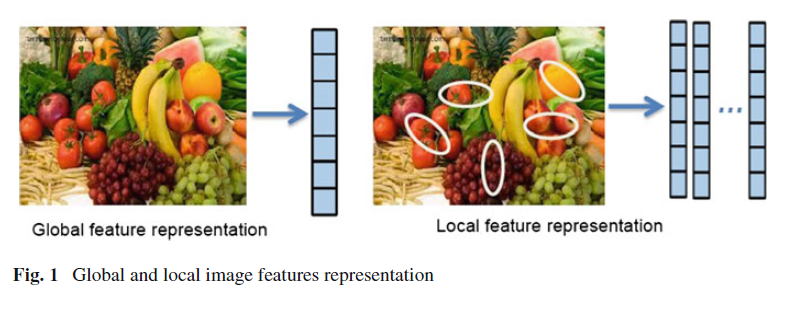 Global feature representation
Local feature representation
Fig. 1 Global and local image features representation